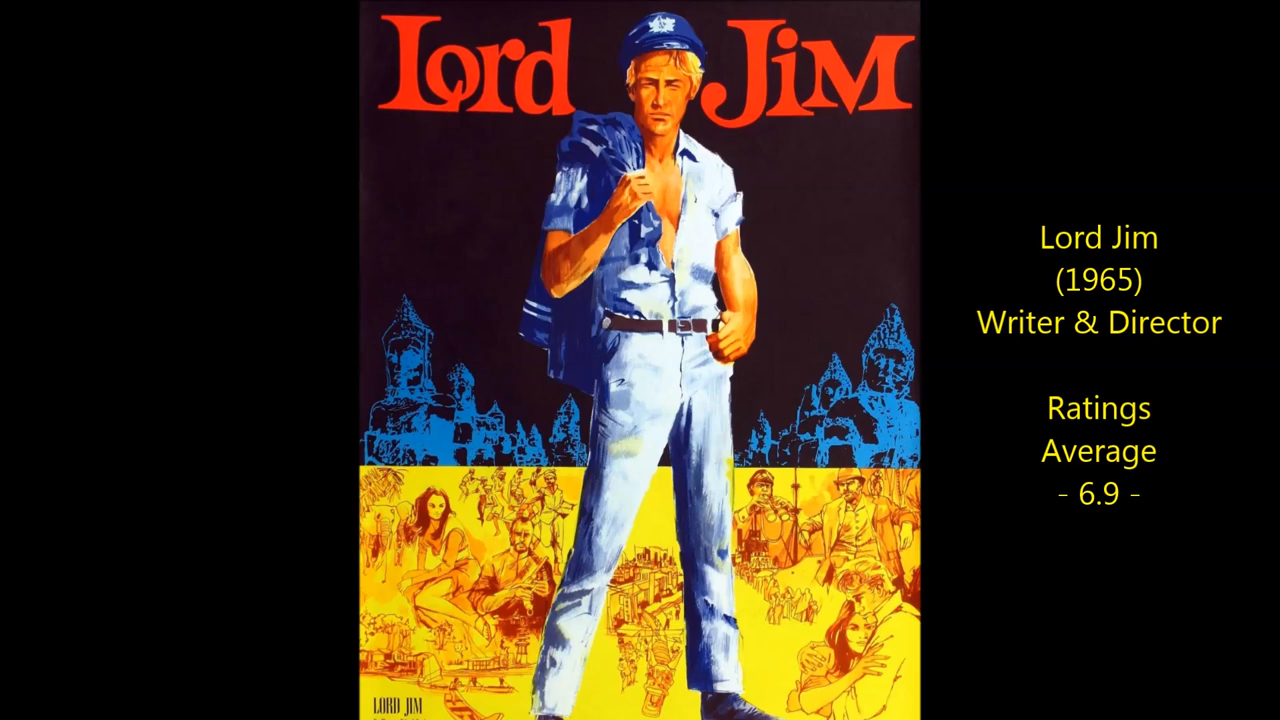 Lord Jim
Lord Jim
(1965)
Writer & Director
Ratings
Average
- 6.9 -
LORD JIM